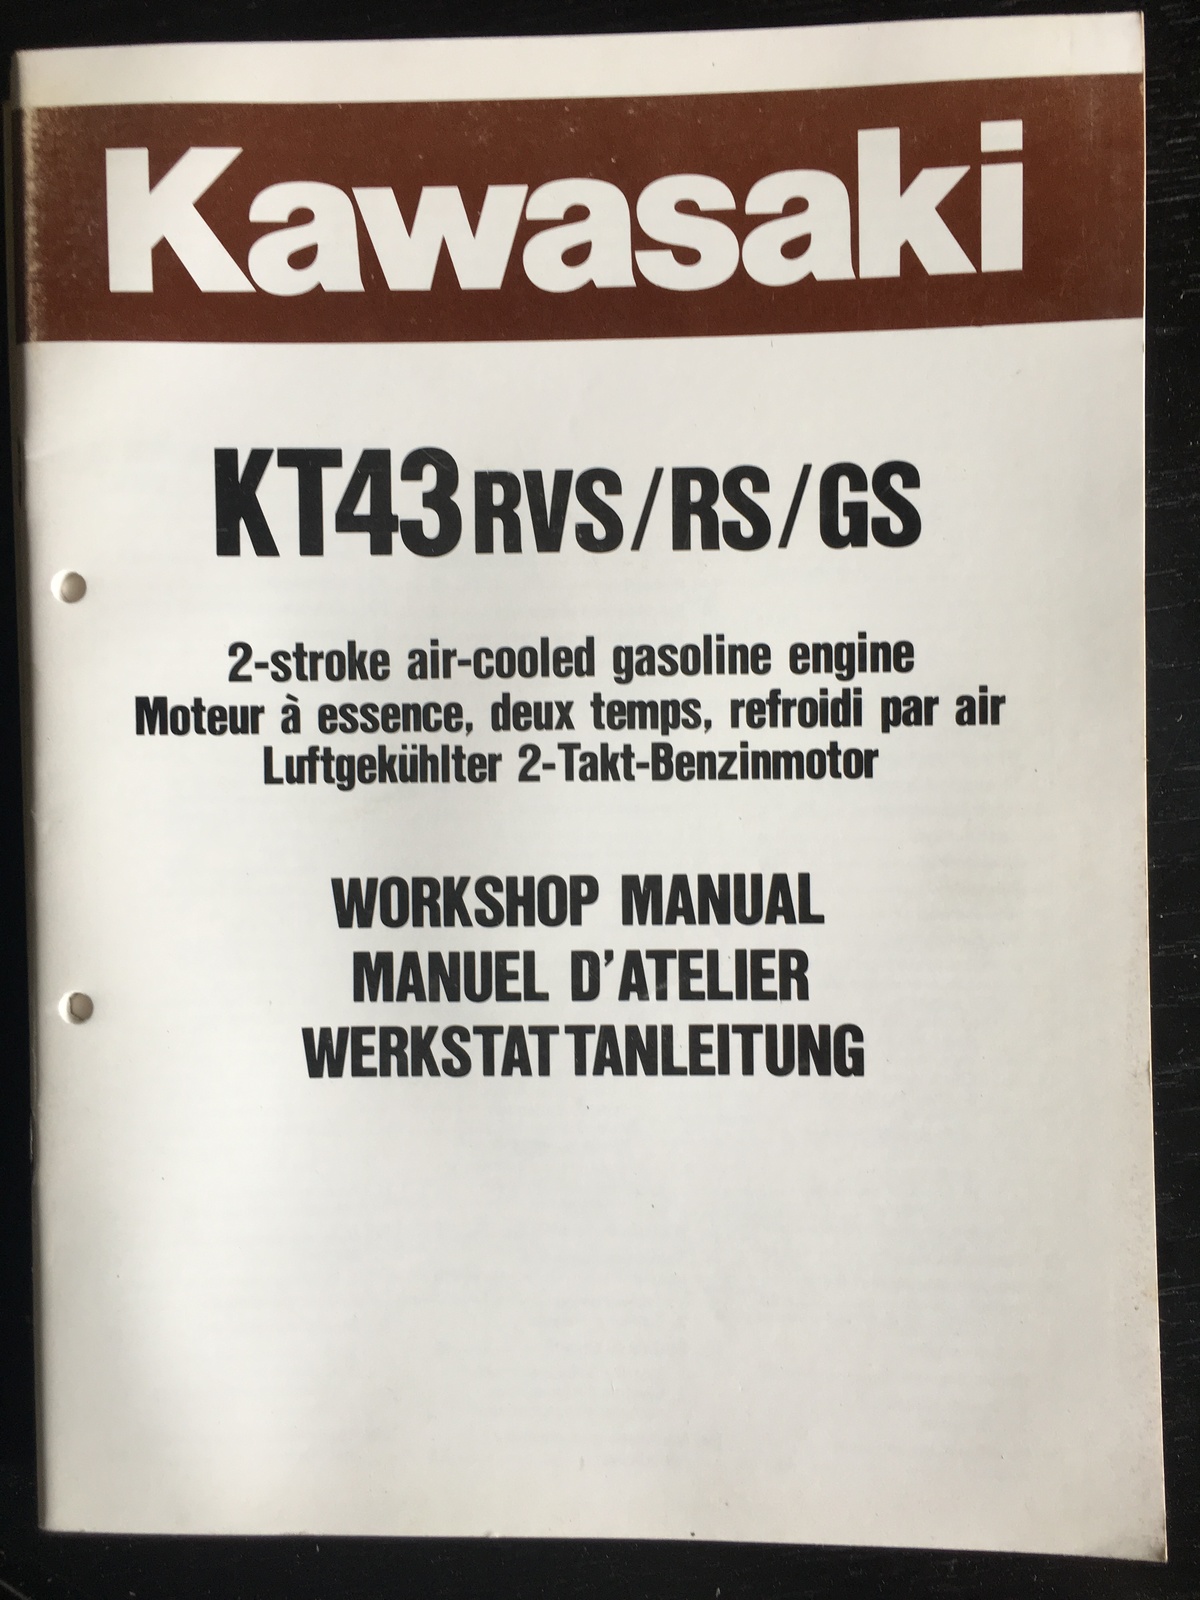 Kawasaki
KT43RVS/RS/GS
2-stroke air-cooled gasoline engine
Moteur à essence, deux temps, refroidi par air
Luftgekühlter 2-Takt-Benzinmotor
WORKSHOP MANUAL
MANUEL D'ATELIER
WERKSTATTANLEITUNG